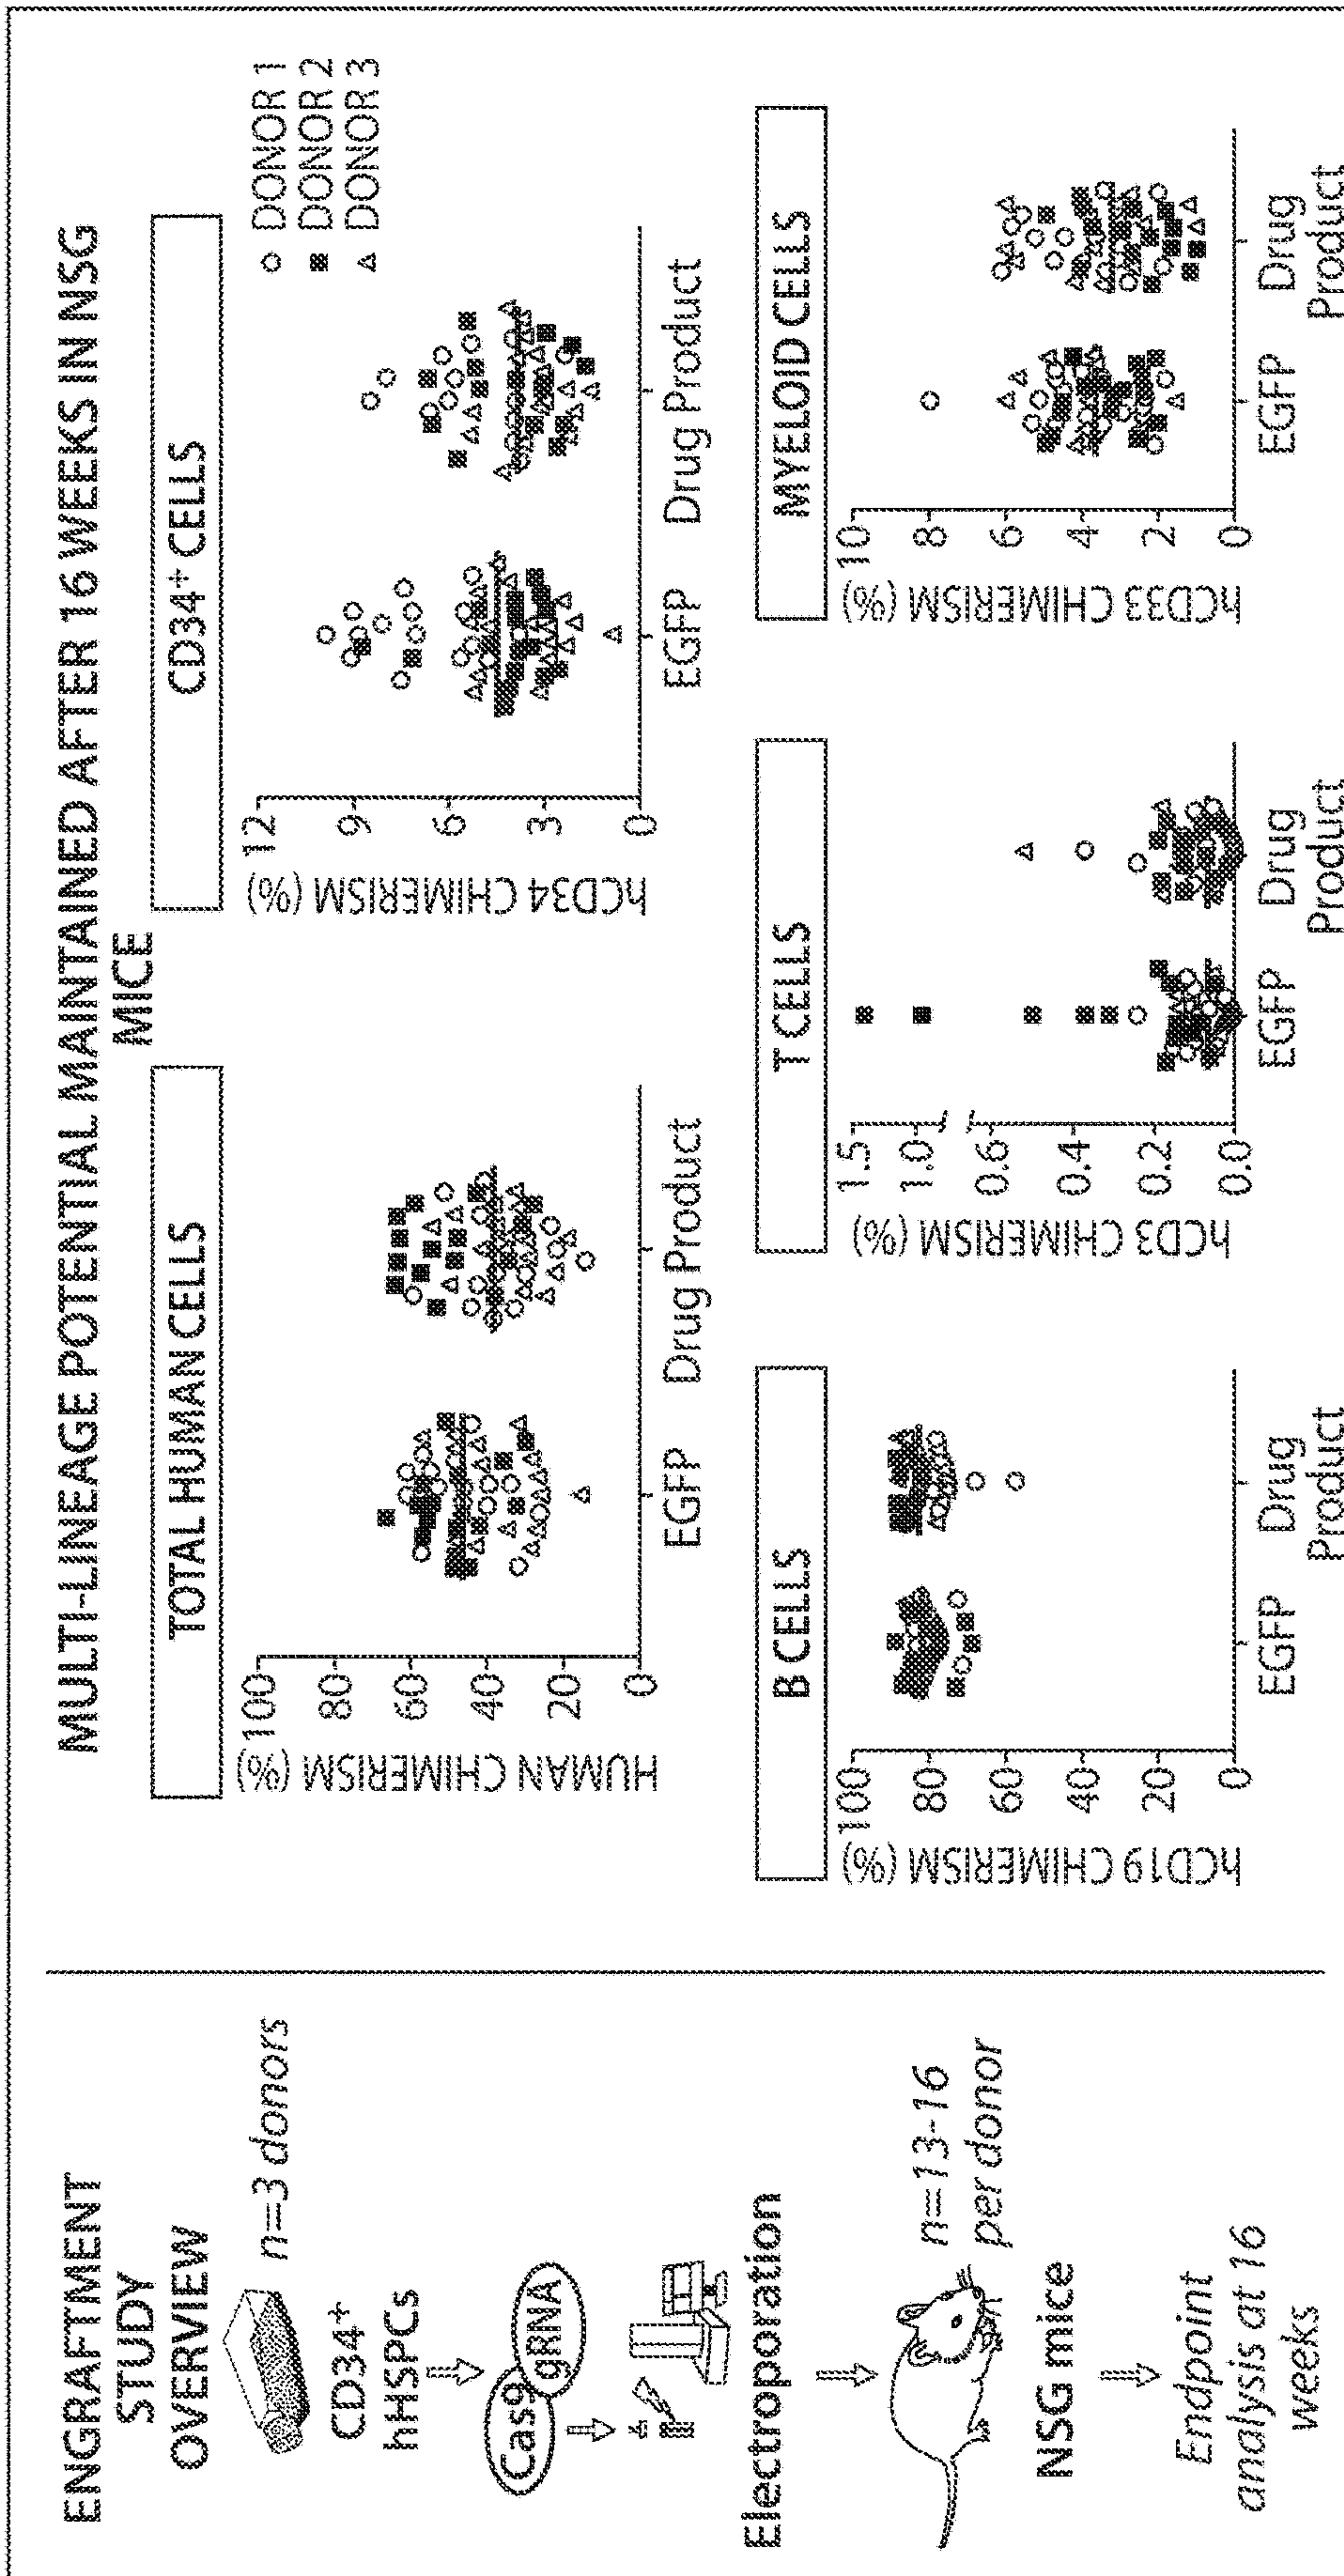 ENGRAFTMENT
STUDY
OVERVIEW
n=3 donors
CD34+
hHSPCs
Cas9
gRNA
Electroporation
n=13-16
per donor
NSG mice
Endpoint
analysis at 16
weeks
MULTI-LINEAGE POTENTIAL MAINTAINED AFTER 16 WEEKS IN NSG
MICE
TOTAL HUMAN CELLS
HUMAN CHIMERISM (%)
100
80
60
40
20
0
EGFP
Drug Product
CD34+ CELLS
hCD34 CHIMERISM (%)
12
9
6
3
0
EGFP
Drug Product
DONOR 1
DONOR 2
DONOR 3
B CELLS
hCD19 CHIMERISM (%)
100
80
60
40
20
0
EGFP
Drug
Product
T CELLS
hCD3 CHIMERISM (%)
1.5
1.0
0.6
0.4
0.2
0.0
EGFP
Drug
Product
MYELOID CELLS
hCD33 CHIMERISM (%)
10
8
6
4
2
0
EGFP
Drug
Product